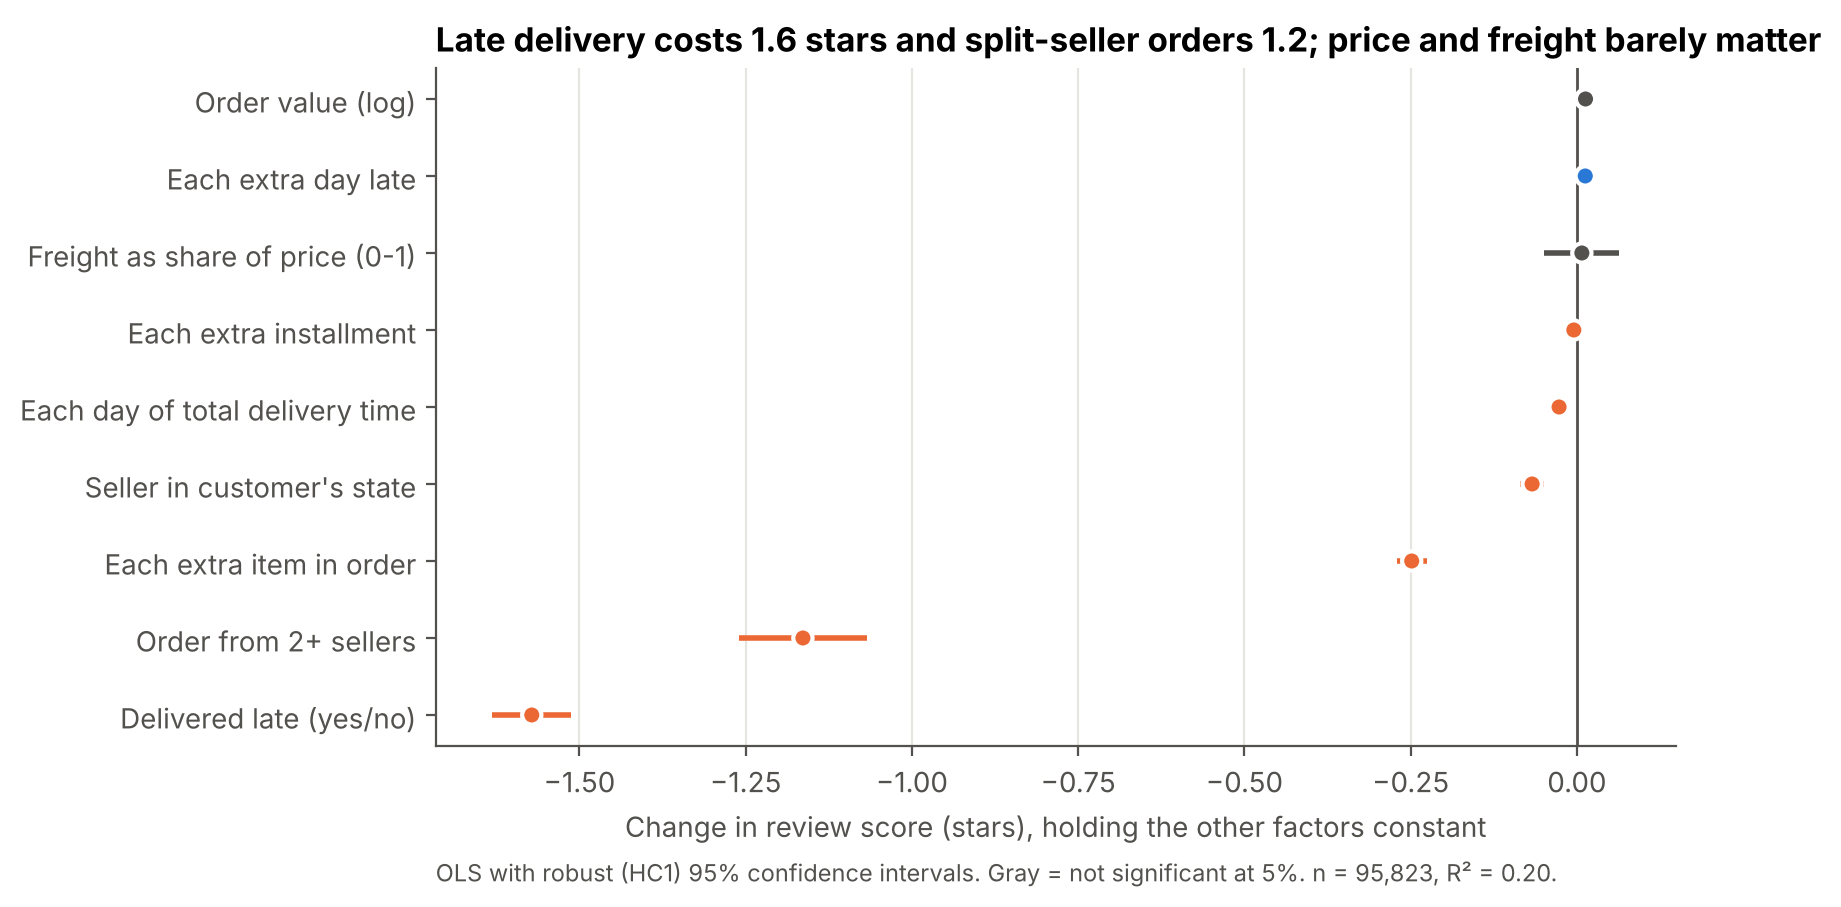 Late delivery costs 1.6 stars and split-seller orders 1.2; price and freight barely matter
Order value (log)
Each extra day late
Freight as share of price (0-1)
Each extra installment
Each day of total delivery time
Seller in customer's state
Each extra item in order
Order from 2+ sellers
Delivered late (yes/no)
−1.50 −1.25 −1.00 −0.75 −0.50 −0.25 0.00
Change in review score (stars), holding the other factors constant
OLS with robust (HC1) 95% confidence intervals. Gray = not significant at 5%. n = 95,823, R² = 0.20.